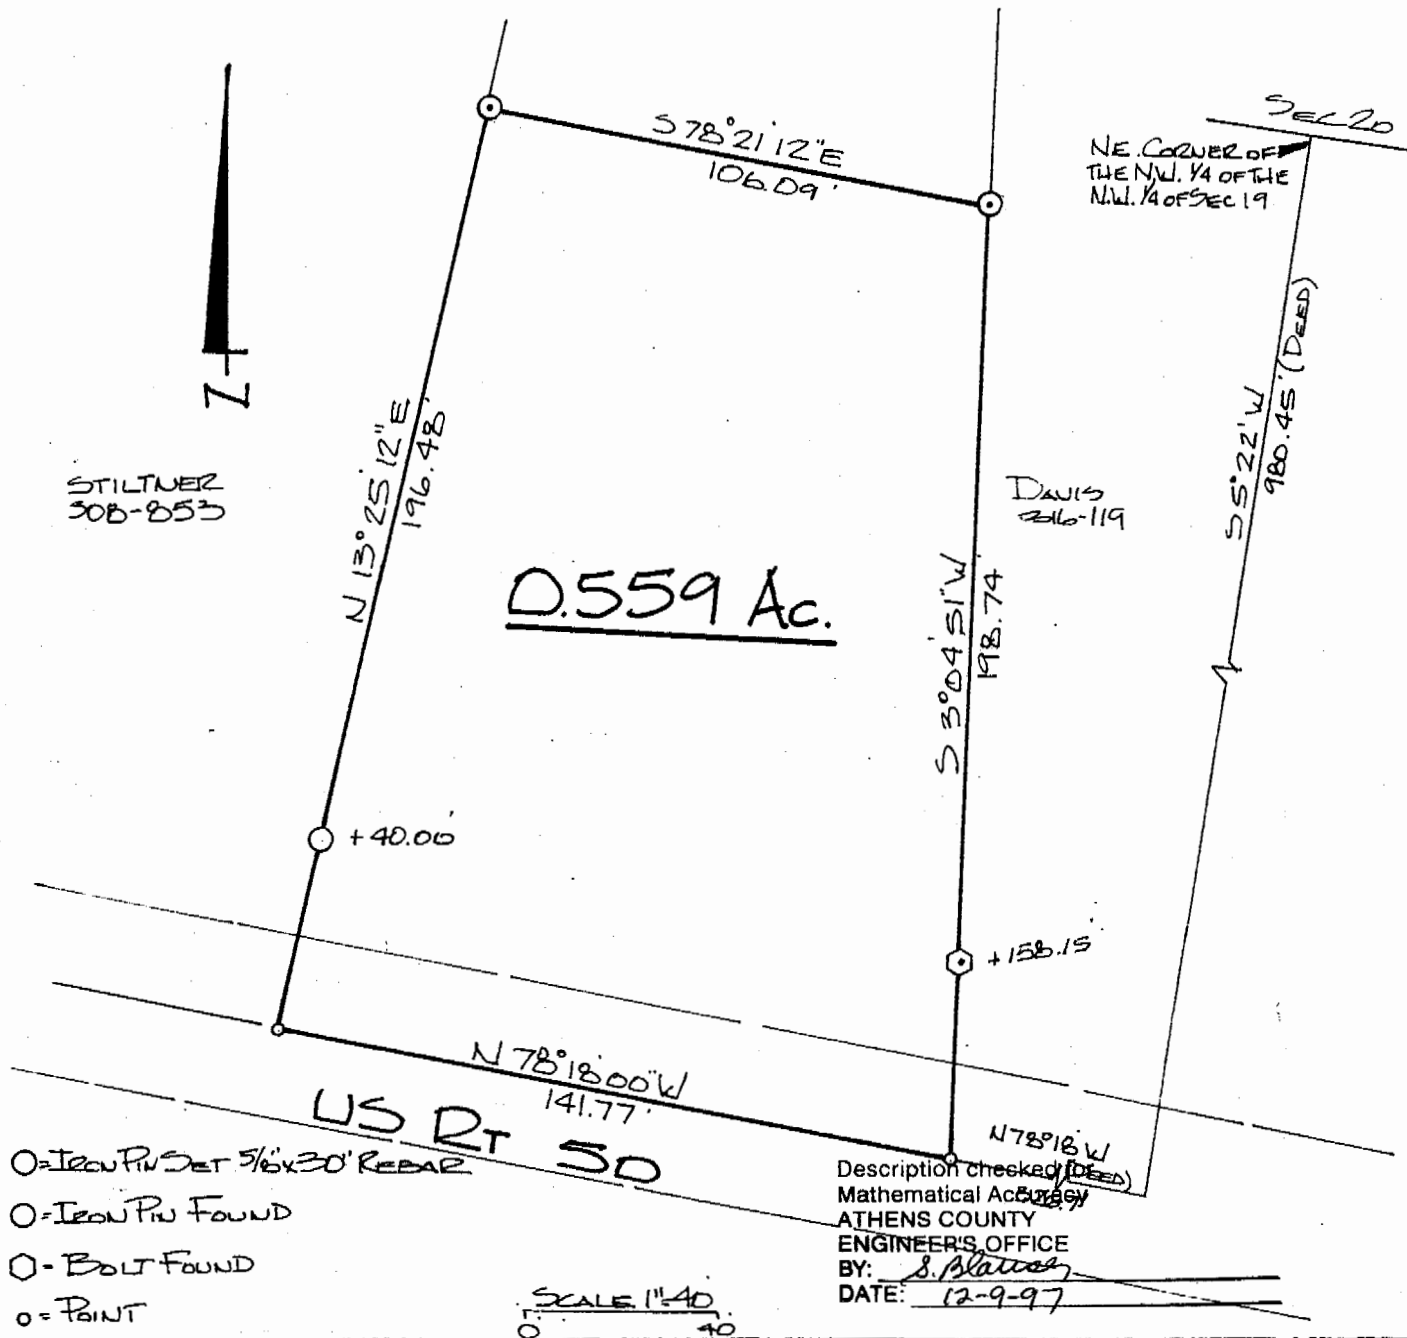 SEC 20
NE. CORNER OF
THE N.W. 1/4 OF THE
N.W. 1/4 OF SEC 19
S 78° 21' 12" E
106.09'
N
N 13° 25' 12" E
196.48'
STILTNER
308-853
DAVIS
-119
S 5° 22' W
980.45' (DEED)
0.559 Ac.
S 3° 04' 51" W
198.74'
+40.00'
+158.15'
N 78° 18' 00" W
141.77'
US RT 50
N 78° 18' W
(DEED)
O=IRON PIN SET 5/8"x30" REBAR
O=IRON PIN FOUND
⬡- BOLT FOUND
o= POINT
SCALE 1"=40'
0 40
Description checked for
Mathematical Accuracy
ATHENS COUNTY
ENGINEER'S OFFICE
BY:
DATE: 12-9-97